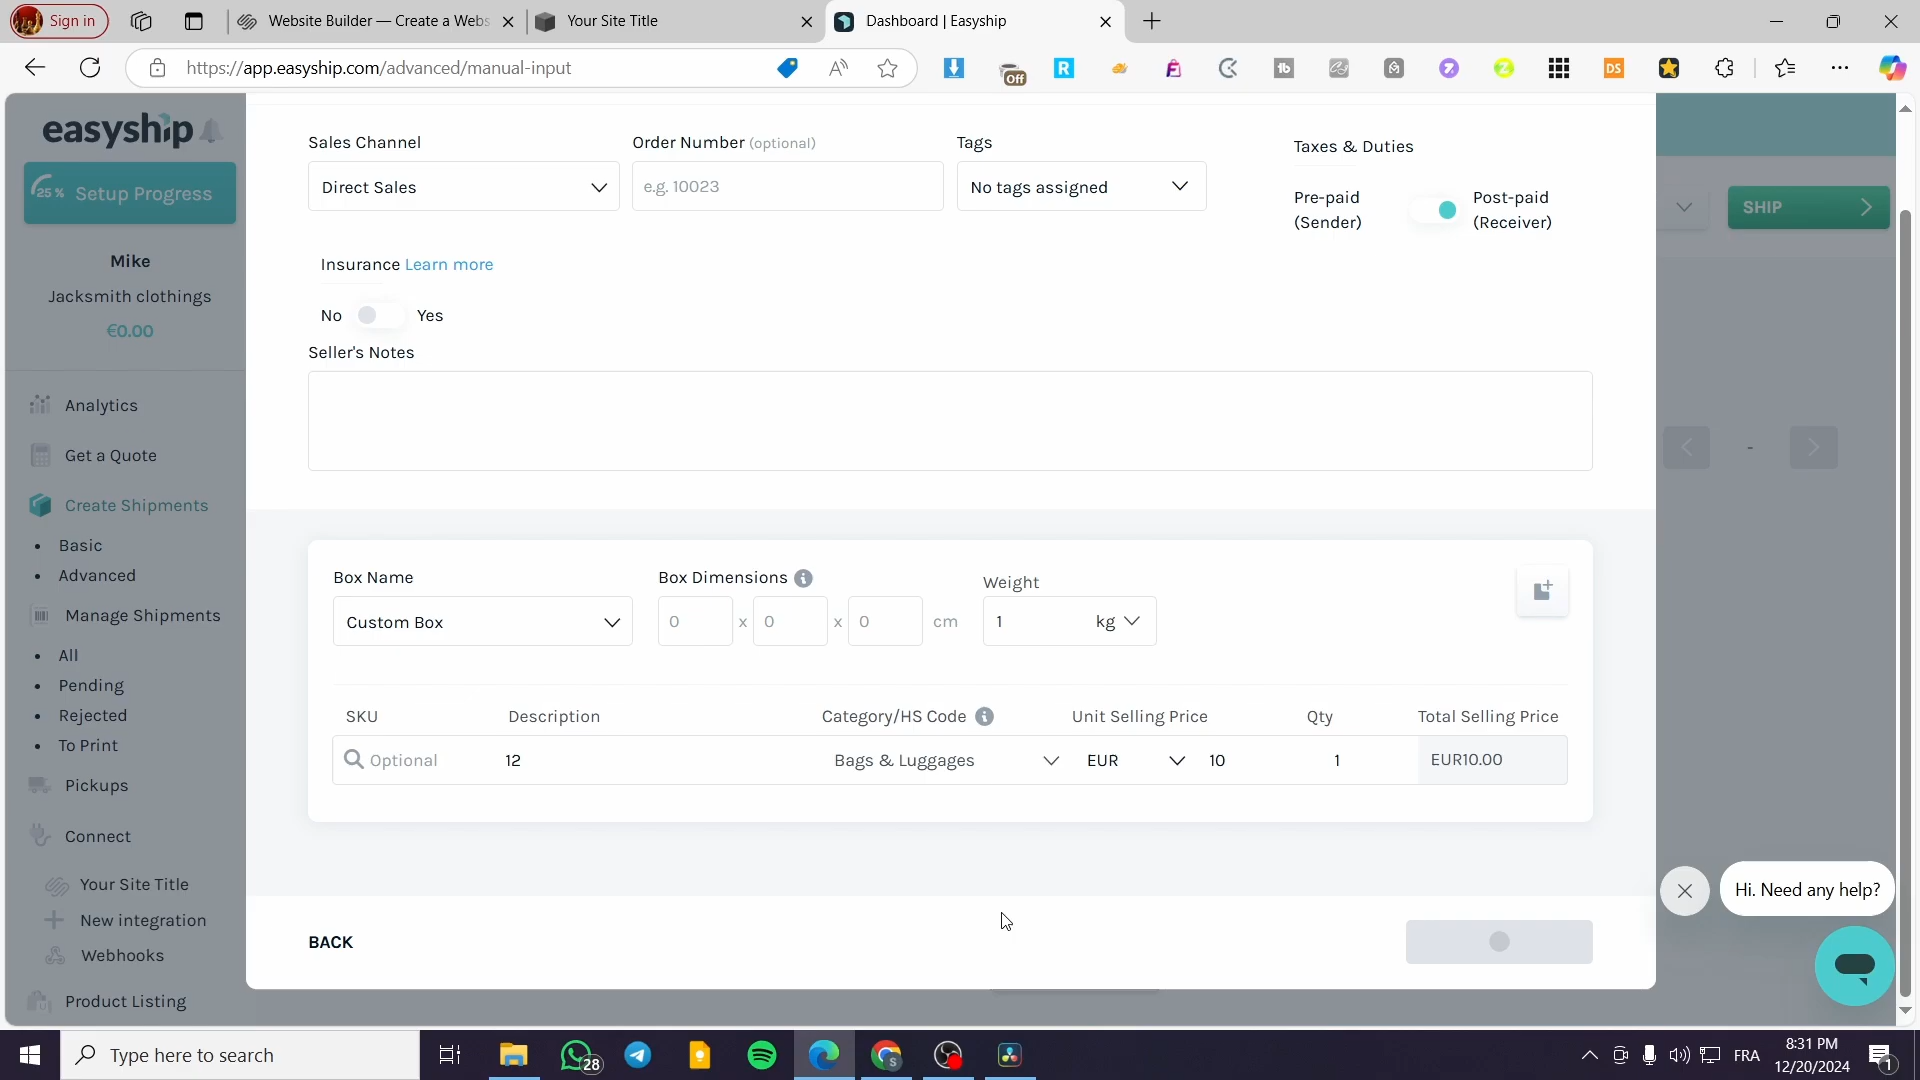 Sign in
Website Builder — Create a Webs
Your Site Title
Dashboard | Easyship
https://app.easyship.com/advanced/manual-input
Off
DS
easyship
25 %
Setup Progress
Mike
Jacksmith clothings
€0.00
Analytics
Get a Quote
Create Shipments
Basic
Advanced
Manage Shipments
All
Pending
Rejected
To Print
Pickups
Connect
Your Site Title
New integration
Webhooks
Product Listing
Sales Channel
Order Number (optional)
Tags
Taxes & Duties
Direct Sales
e.g. 10023
No tags assigned
Pre-paid
(Sender)
Post-paid
(Receiver)
SHIP
Insurance Learn more
No
Yes
Seller's Notes
-
Box Name
Box Dimensions
Weight
Custom Box
0 x 0 x 0 cm
1 kg
SKU
Description
Category/HS Code
Unit Selling Price
Qty
Total Selling Price
Optional
12
Bags & Luggages
EUR
10
1
EUR10.00
BACK
Hi. Need any help?
Type here to search
28
FRA
8:31 PM
12/20/2024
1